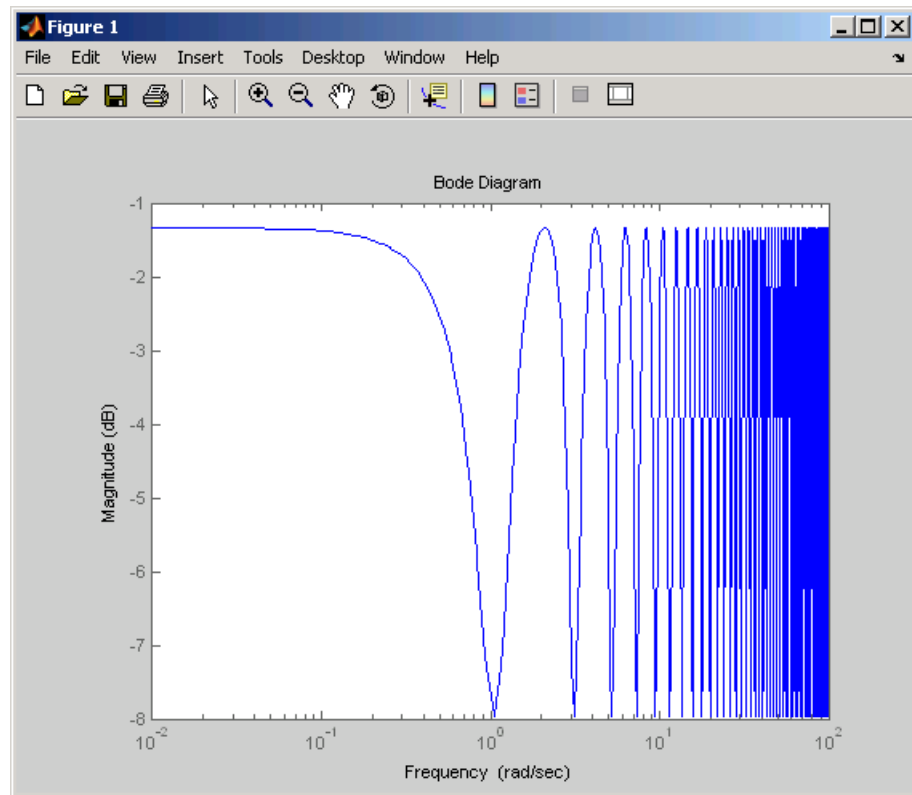 Figure 1
File Edit View Insert Tools Desktop Window Help
Bode Diagram
-1
-2
-3
-4
-5
-6
-7
-8
Magnitude (dB)
10^-2 10^-1 10^0 10^1 10^2
Frequency (rad/sec)